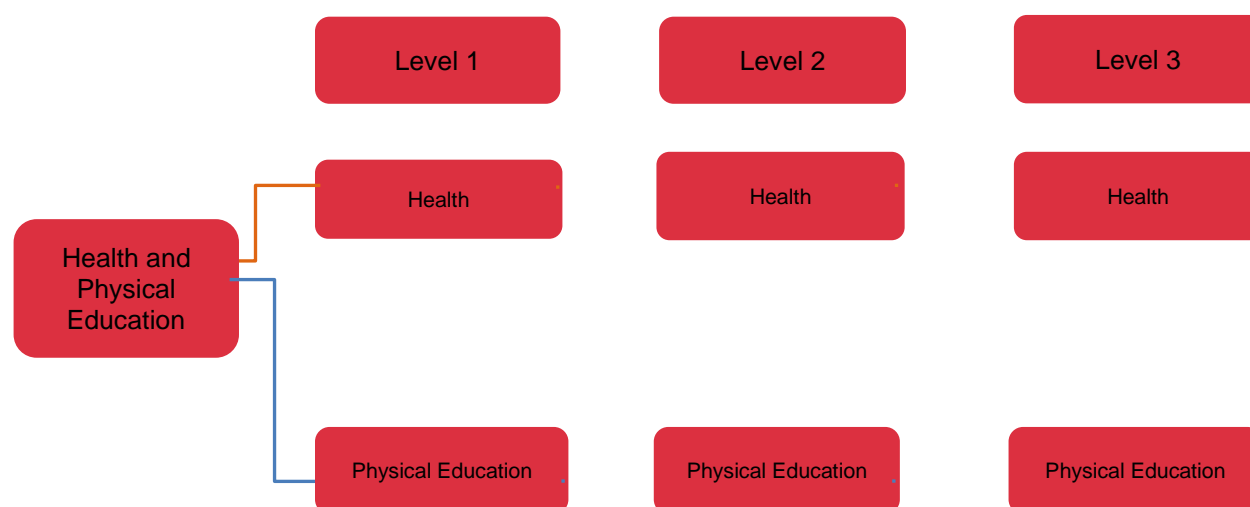 Level 1
Level 2
Level 3
Health
Health
Health
Health and
Physical
Education
Physical Education
Physical Education
Physical Education